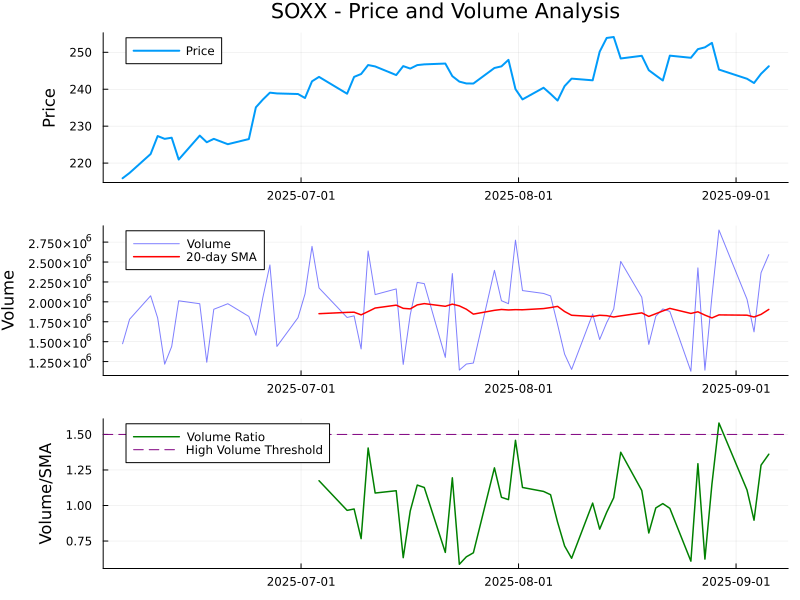 SOXX - Price and Volume Analysis
Price
250
240
230
220
Price
2025-07-01
2025-08-01
2025-09-01
Volume
2.750×10⁶
2.500×10⁶
2.250×10⁶
2.000×10⁶
1.750×10⁶
1.500×10⁶
1.250×10⁶
Volume
20-day SMA
2025-07-01
2025-08-01
2025-09-01
Volume/SMA
1.50
1.25
1.00
0.75
Volume Ratio
High Volume Threshold
2025-07-01
2025-08-01
2025-09-01